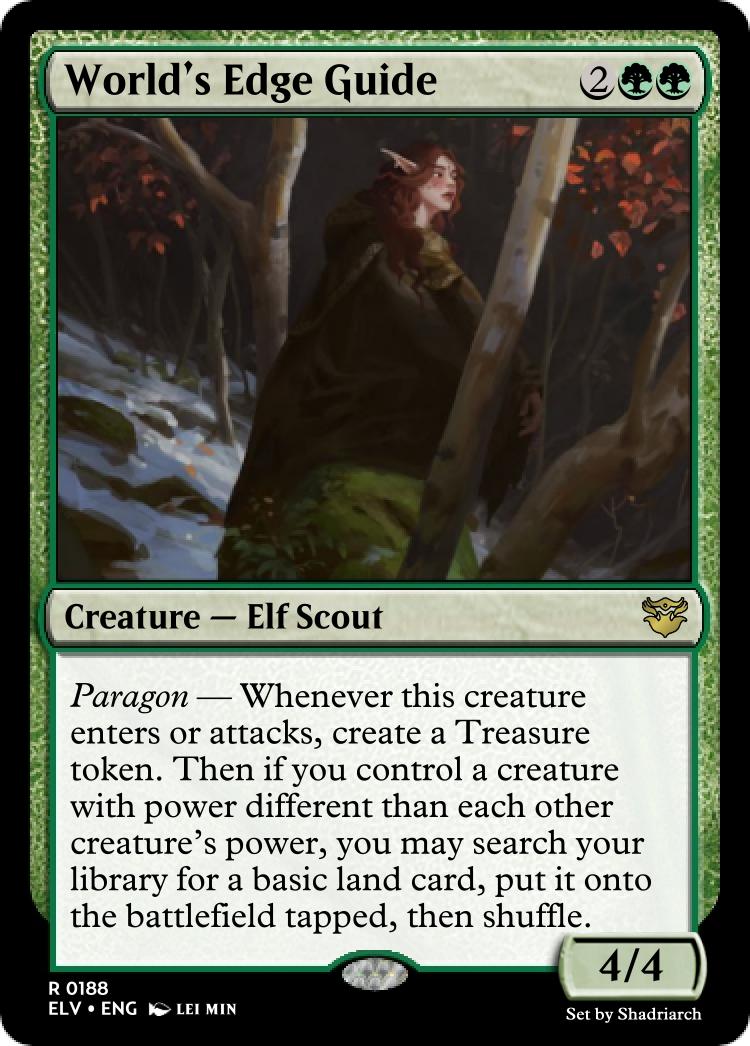 World's Edge Guide 2
Creature — Elf Scout
Paragon — Whenever this creature
enters or attacks, create a Treasure
token. Then if you control a creature
with power different than each other
creature's power, you may search your
library for a basic land card, put it onto
the battlefield tapped, then shuffle.
4/4
R 0188
ELV • ENG LEI MIN
Set by Shadriarch